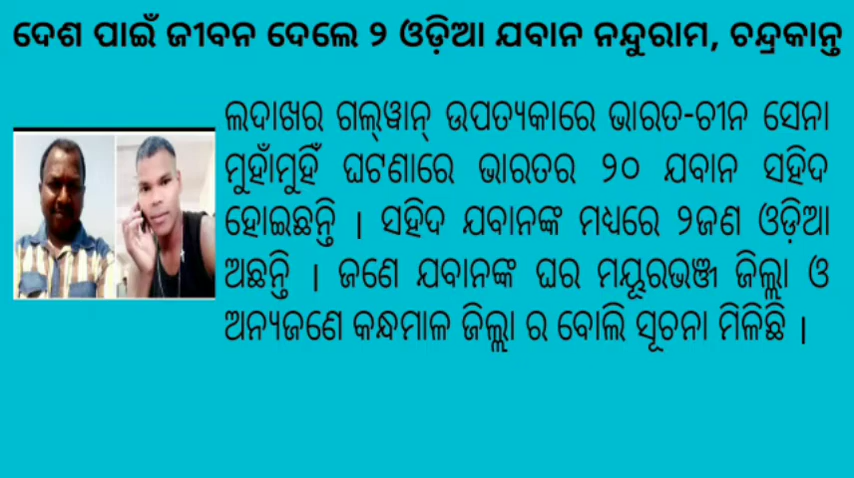 ଦେଶ ପାଇଁ ଜୀବନ ଦେଲେ ୨ ଓଡ଼ିଆ ଯବାନ ନନ୍ଦୁରାମ, ଚନ୍ଦ୍ରକାନ୍ତ
ଲଦାଖର ଗଲ୍ୱାନ୍ ଉପତ୍ୟକାରେ ଭାରତ-ଚୀନ ସେନା
ମୁହାଁମୁହିଁ ଘଟଣାରେ ଭାରତର ୨୦ ଯବାନ ସହିଦ
ହୋଇଛନ୍ତି । ସହିଦ ଯବାନଙ୍କ ମଧ୍ୟରେ ୨ଜଣ ଓଡ଼ିଆ
ଅଛନ୍ତି । ଜଣେ ଯବାନଙ୍କ ଘର ମୟୂରଭଞ୍ଜ ଜିଲ୍ଲା ଓ
ଅନ୍ୟଜଣେ କନ୍ଧମାଳ ଜିଲ୍ଲା ର ବୋଲି ସୂଚନା ମିଳିଛି ।